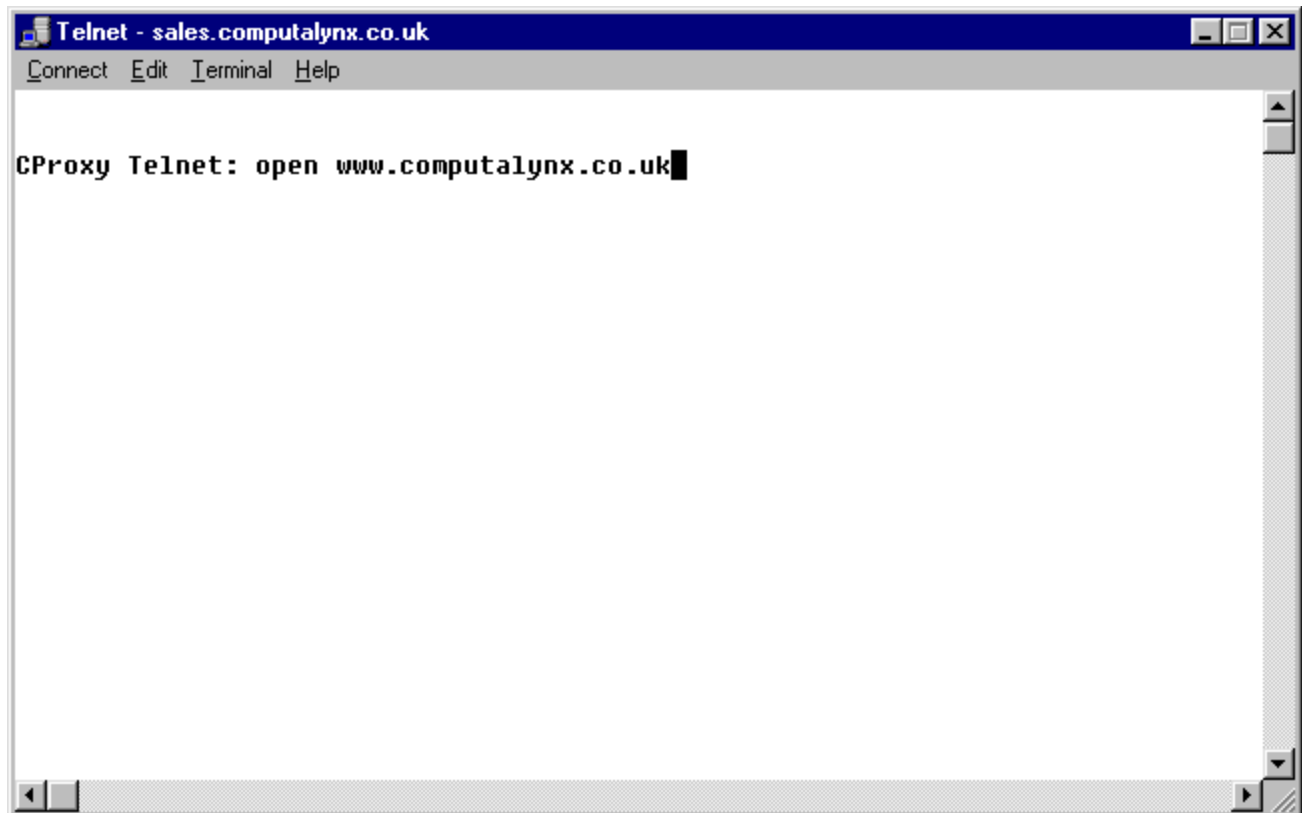 Telnet - sales.computalynx.co.uk
Connect Edit Terminal Help
CProxy Telnet: open www.computalynx.co.uk